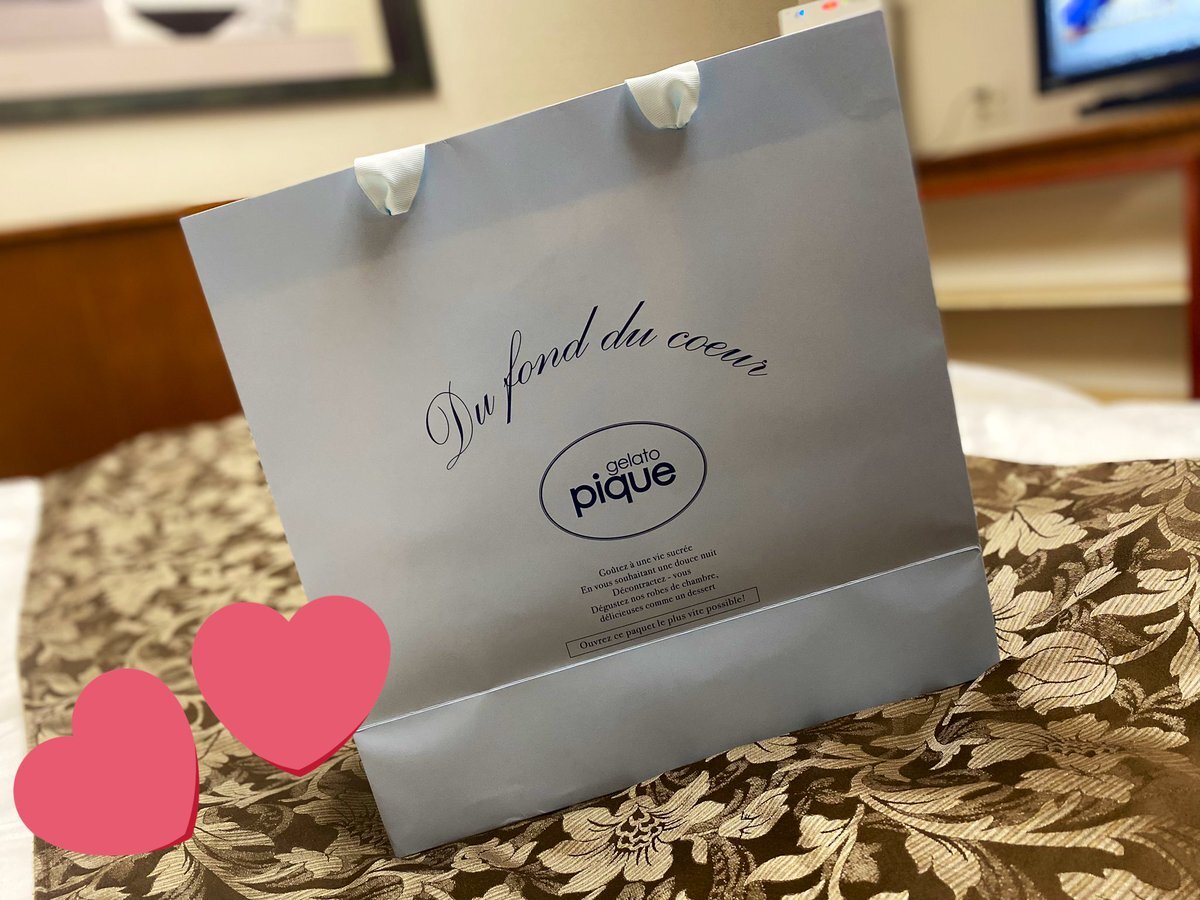 Du fond du coeur
gelato
pique
Goûtez à une vie sucrée
En vous souhaitant une douce nuit
Décontractez - vous
Dégustez nos robes de chambre,
délicieuses comme un dessert
Ouvrez ce paquet le plus vite possible!